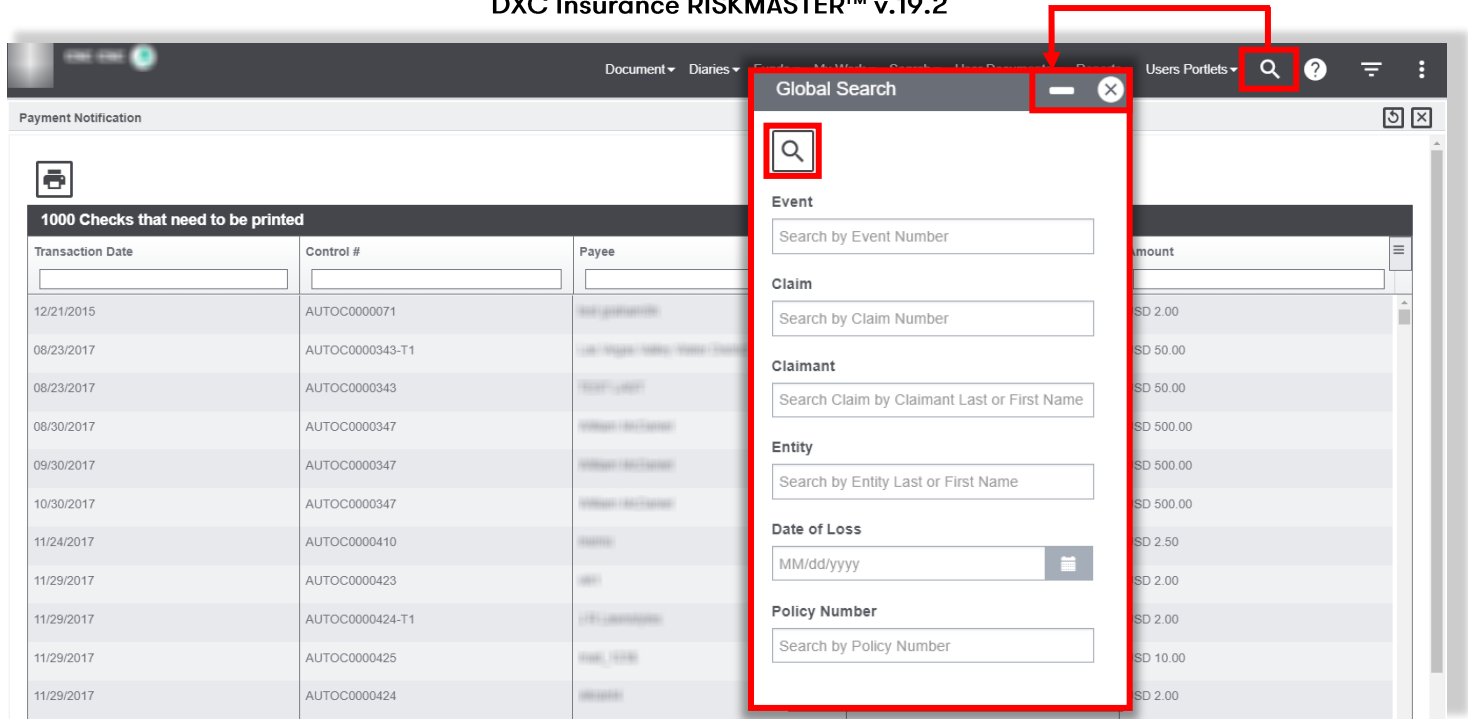 DXC Insurance RISKMASTER™ v.19.2
Document Diaries Users Portlets
Global Search
Payment Notification
1000 Checks that need to be printed
Transaction Date Control # Payee mount
Event
Search by Event Number
Claim
Search by Claim Number
Claimant
Search Claim by Claimant Last or First Name
Entity
Search by Entity Last or First Name
Date of Loss
MM/dd/yyyy
Policy Number
Search by Policy Number
12/21/2015 AUTOC0000071 SD 2.00
08/23/2017 AUTOC0000343-T1 SD 50.00
08/23/2017 AUTOC0000343 SD 50.00
08/30/2017 AUTOC0000347 SD 500.00
09/30/2017 AUTOC0000347 SD 500.00
10/30/2017 AUTOC0000347 SD 500.00
11/24/2017 AUTOC0000410 SD 2.50
11/29/2017 AUTOC0000423 SD 2.00
11/29/2017 AUTOC0000424-T1 SD 2.00
11/29/2017 AUTOC0000425 SD 10.00
11/29/2017 AUTOC0000424 SD 2.00